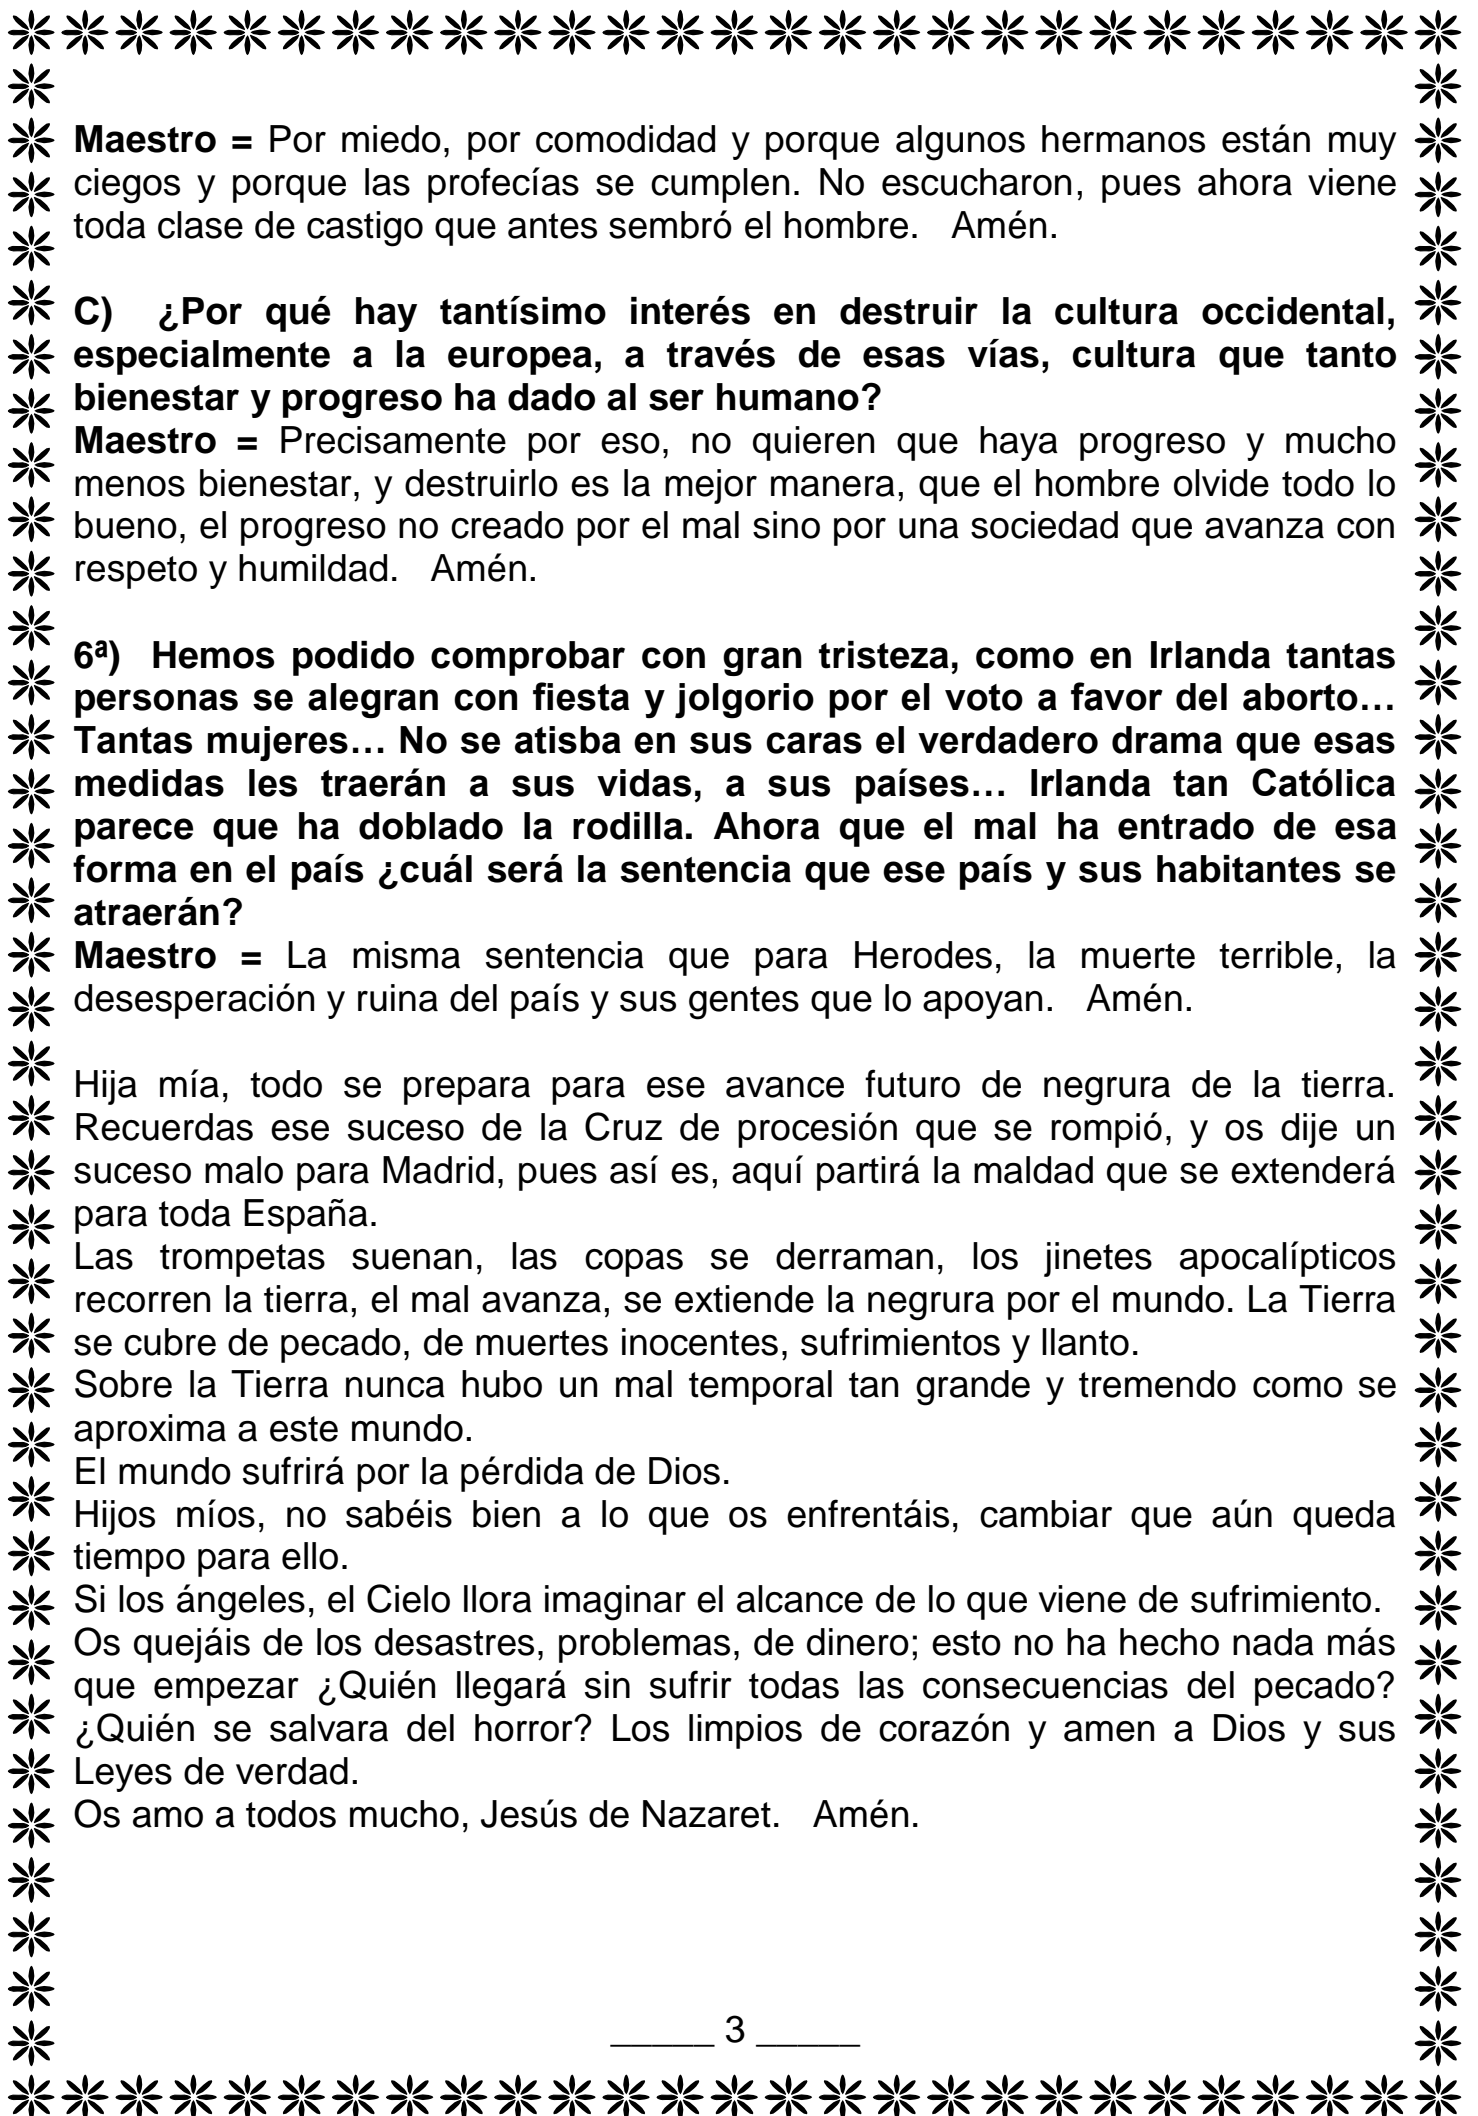 Maestro = Por miedo, por comodidad y porque algunos hermanos están muy
ciegos y porque las profecías se cumplen. No escucharon, pues ahora viene
toda clase de castigo que antes sembró el hombre. Amén.
C) ¿Por qué hay tantísimo interés en destruir la cultura occidental,
especialmente a la europea, a través de esas vías, cultura que tanto
bienestar y progreso ha dado al ser humano?
Maestro = Precisamente por eso, no quieren que haya progreso y mucho
menos bienestar, y destruirlo es la mejor manera, que el hombre olvide todo lo
bueno, el progreso no creado por el mal sino por una sociedad que avanza con
respeto y humildad. Amén.
6ª) Hemos podido comprobar con gran tristeza, como en Irlanda tantas
personas se alegran con fiesta y jolgorio por el voto a favor del aborto…
Tantas mujeres… No se atisba en sus caras el verdadero drama que esas
medidas les traerán a sus vidas, a sus países… Irlanda tan Católica
parece que ha doblado la rodilla. Ahora que el mal ha entrado de esa
forma en el país ¿cuál será la sentencia que ese país y sus habitantes se
atraerán?
Maestro = La misma sentencia que para Herodes, la muerte terrible, la
desesperación y ruina del país y sus gentes que lo apoyan. Amén.
Hija mía, todo se prepara para ese avance futuro de negrura de la tierra.
Recuerdas ese suceso de la Cruz de procesión que se rompió, y os dije un
suceso malo para Madrid, pues así es, aquí partirá la maldad que se extenderá
para toda España.
Las trompetas suenan, las copas se derraman, los jinetes apocalípticos
recorren la tierra, el mal avanza, se extiende la negrura por el mundo. La Tierra
se cubre de pecado, de muertes inocentes, sufrimientos y llanto.
Sobre la Tierra nunca hubo un mal temporal tan grande y tremendo como se
aproxima a este mundo.
El mundo sufrirá por la pérdida de Dios.
Hijos míos, no sabéis bien a lo que os enfrentáis, cambiar que aún queda
tiempo para ello.
Si los ángeles, el Cielo llora imaginar el alcance de lo que viene de sufrimiento.
Os quejáis de los desastres, problemas, de dinero; esto no ha hecho nada más
que empezar ¿Quién llegará sin sufrir todas las consecuencias del pecado?
¿Quién se salvara del horror? Los limpios de corazón y amen a Dios y sus
Leyes de verdad.
Os amo a todos mucho, Jesús de Nazaret. Amén.
_____ 3 _____